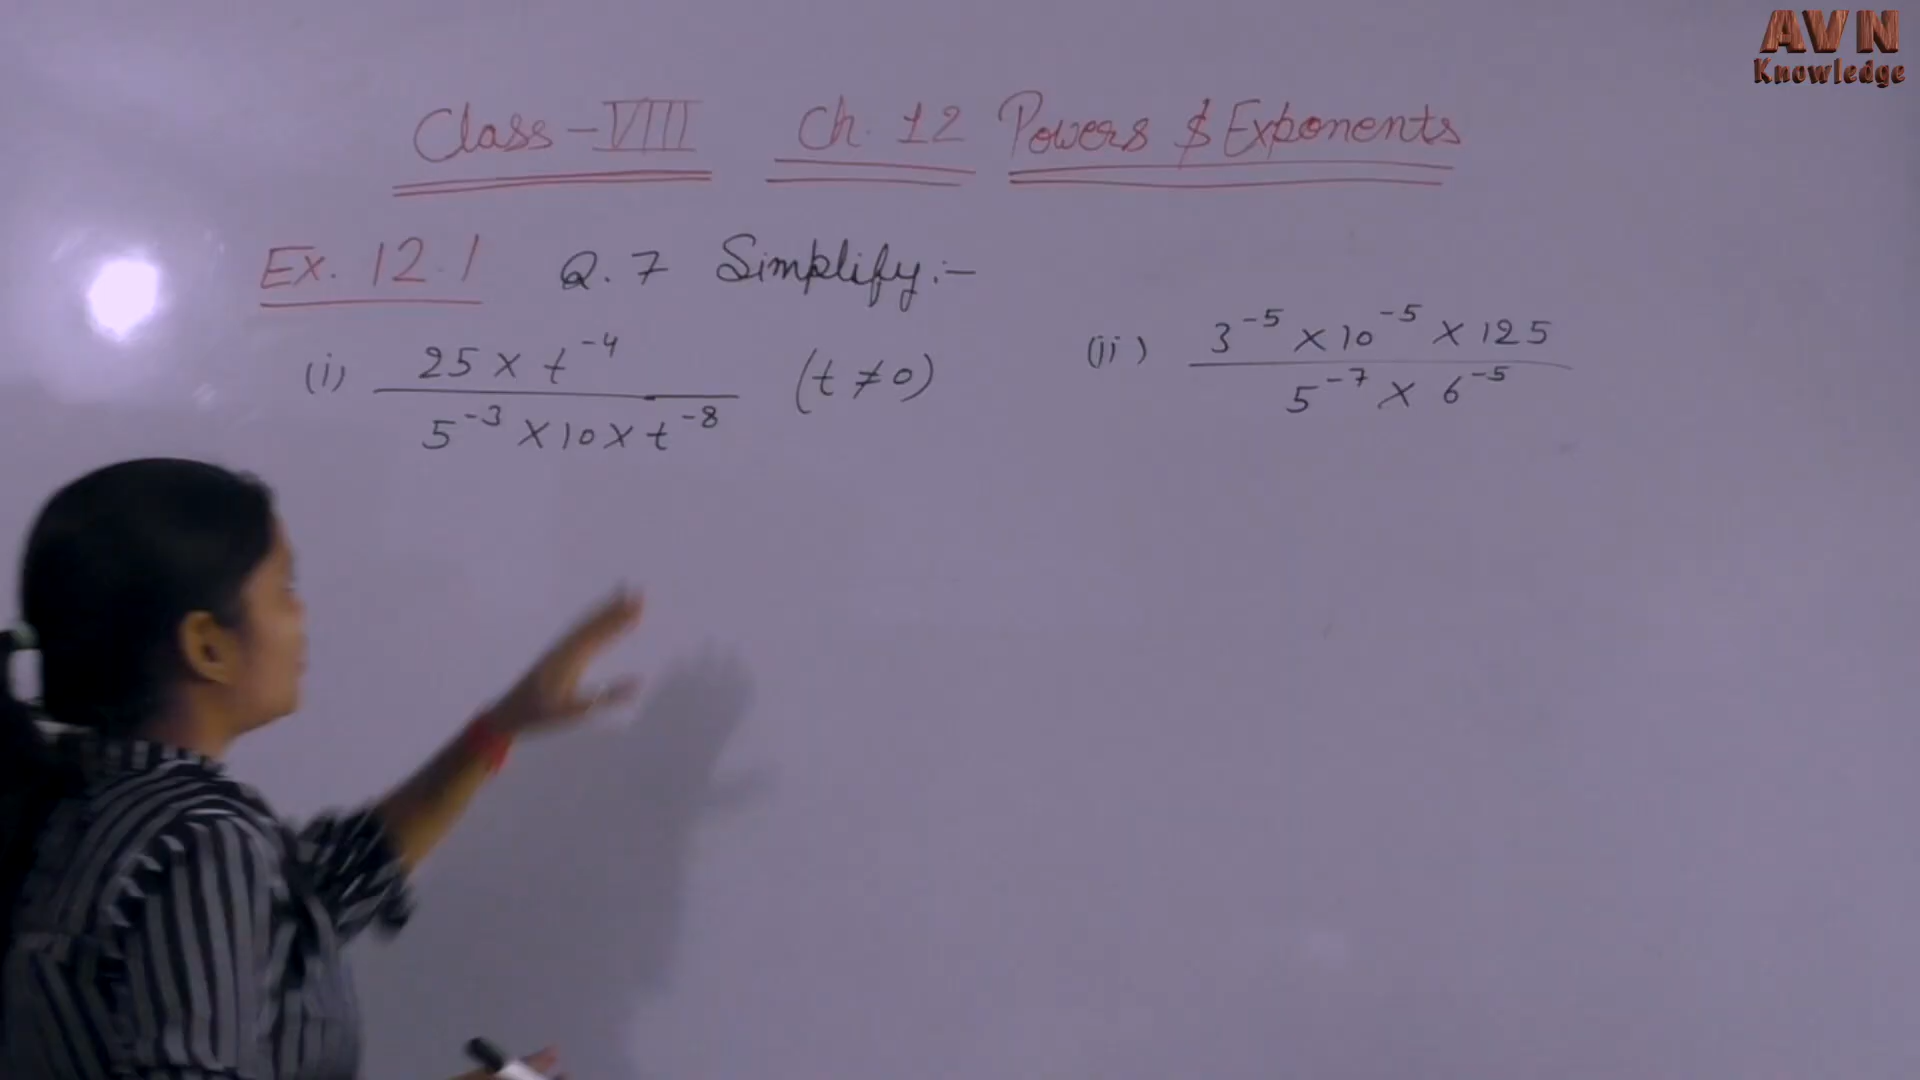 AVN
Knowledge
Class-VIII Ch. 12 Powers & Exponents
Ex. 12.1 Q.7 Simplify:-
(i) 25 × t⁻⁴ / 5⁻³ × 10 × t⁻⁸ (t ≠ 0)
(ii) 3⁻⁵ × 10⁻⁵ × 125 / 5⁻⁷ × 6⁻⁵